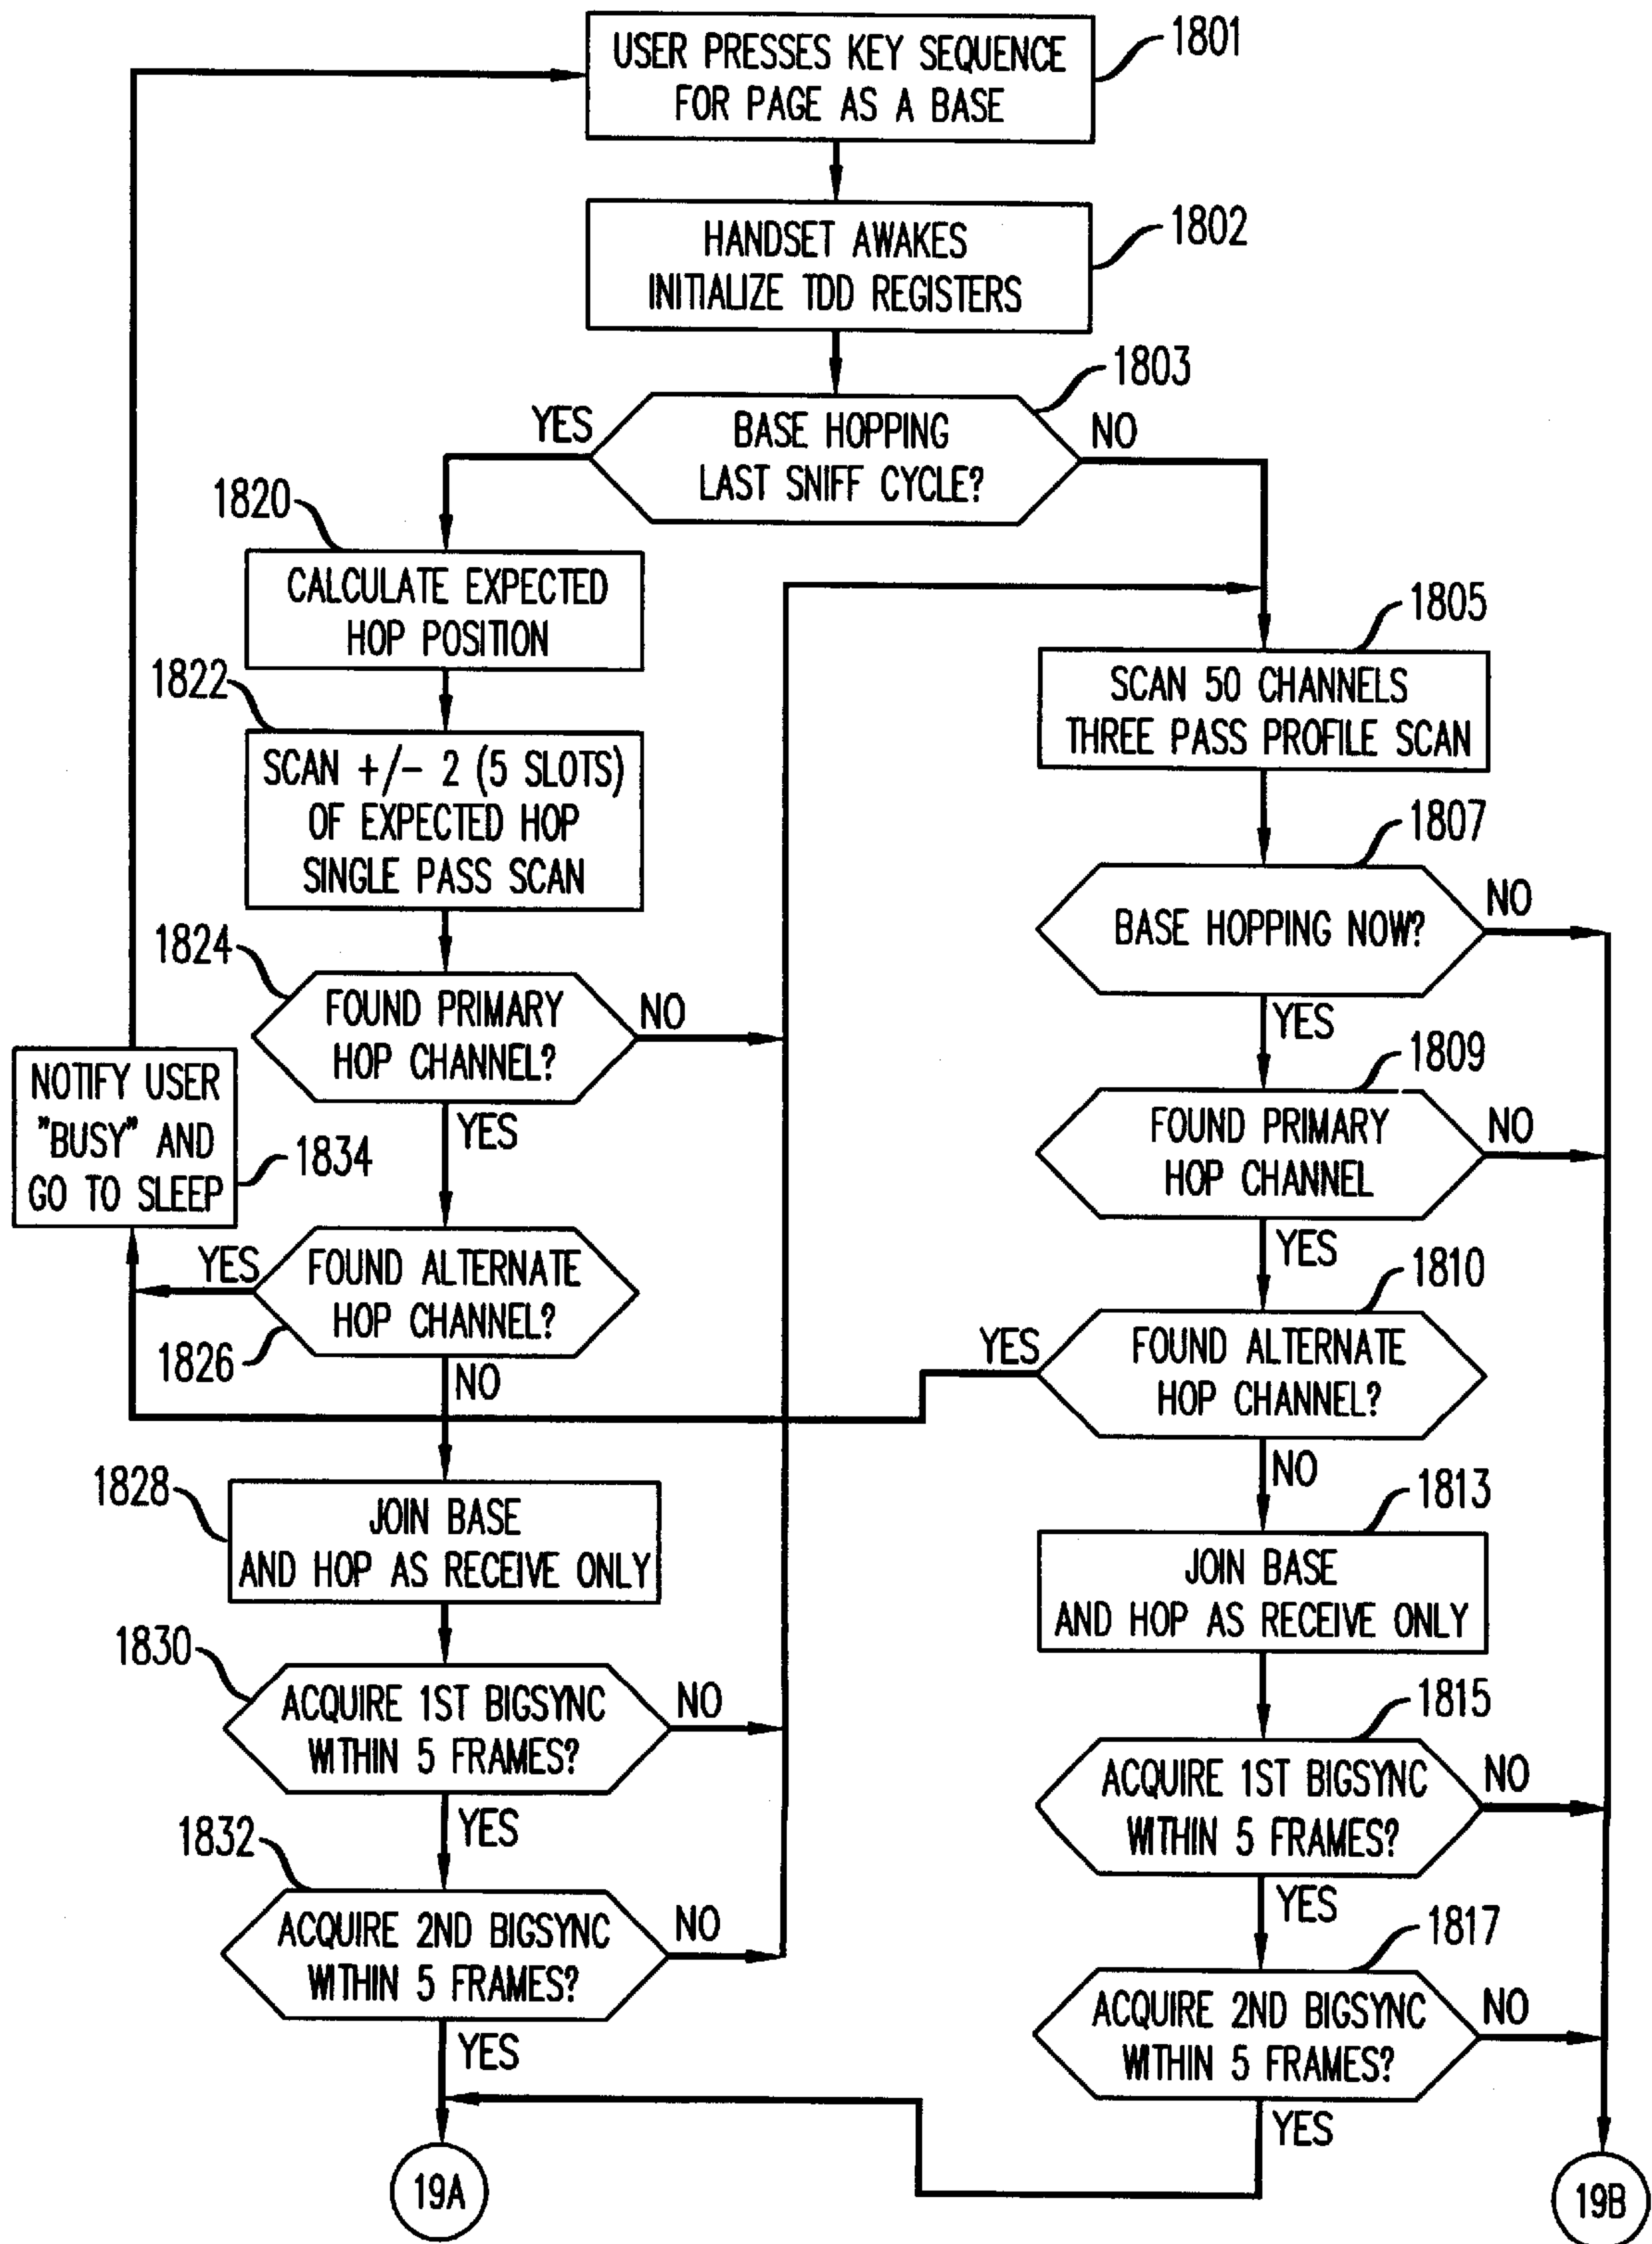 USER PRESSES KEY SEQUENCE
FOR PAGE AS A BASE
1801
HANDSET AWAKES
INITIALIZE TDD REGISTERS
1802
1803
BASE HOPPING
LAST SNIFF CYCLE?
YES
NO
1820
CALCULATE EXPECTED
HOP POSITION
1805
SCAN 50 CHANNELS
THREE PASS PROFILE SCAN
1822
SCAN +/- 2 (5 SLOTS)
OF EXPECTED HOP
SINGLE PASS SCAN
1807
BASE HOPPING NOW?
NO
YES
1824
FOUND PRIMARY
HOP CHANNEL?
NO
YES
1809
FOUND PRIMARY
HOP CHANNEL
NO
YES
NOTIFY USER
"BUSY" AND
GO TO SLEEP
1834
YES
FOUND ALTERNATE
HOP CHANNEL?
1826
NO
1810
YES
FOUND ALTERNATE
HOP CHANNEL?
NO
1828
JOIN BASE
AND HOP AS RECEIVE ONLY
1813
JOIN BASE
AND HOP AS RECEIVE ONLY
1830
ACQUIRE 1ST BIGSYNC
WITHIN 5 FRAMES?
NO
YES
1815
ACQUIRE 1ST BIGSYNC
WITHIN 5 FRAMES?
NO
YES
1832
ACQUIRE 2ND BIGSYNC
WITHIN 5 FRAMES?
NO
YES
1817
ACQUIRE 2ND BIGSYNC
WITHIN 5 FRAMES?
NO
YES
19A
19B